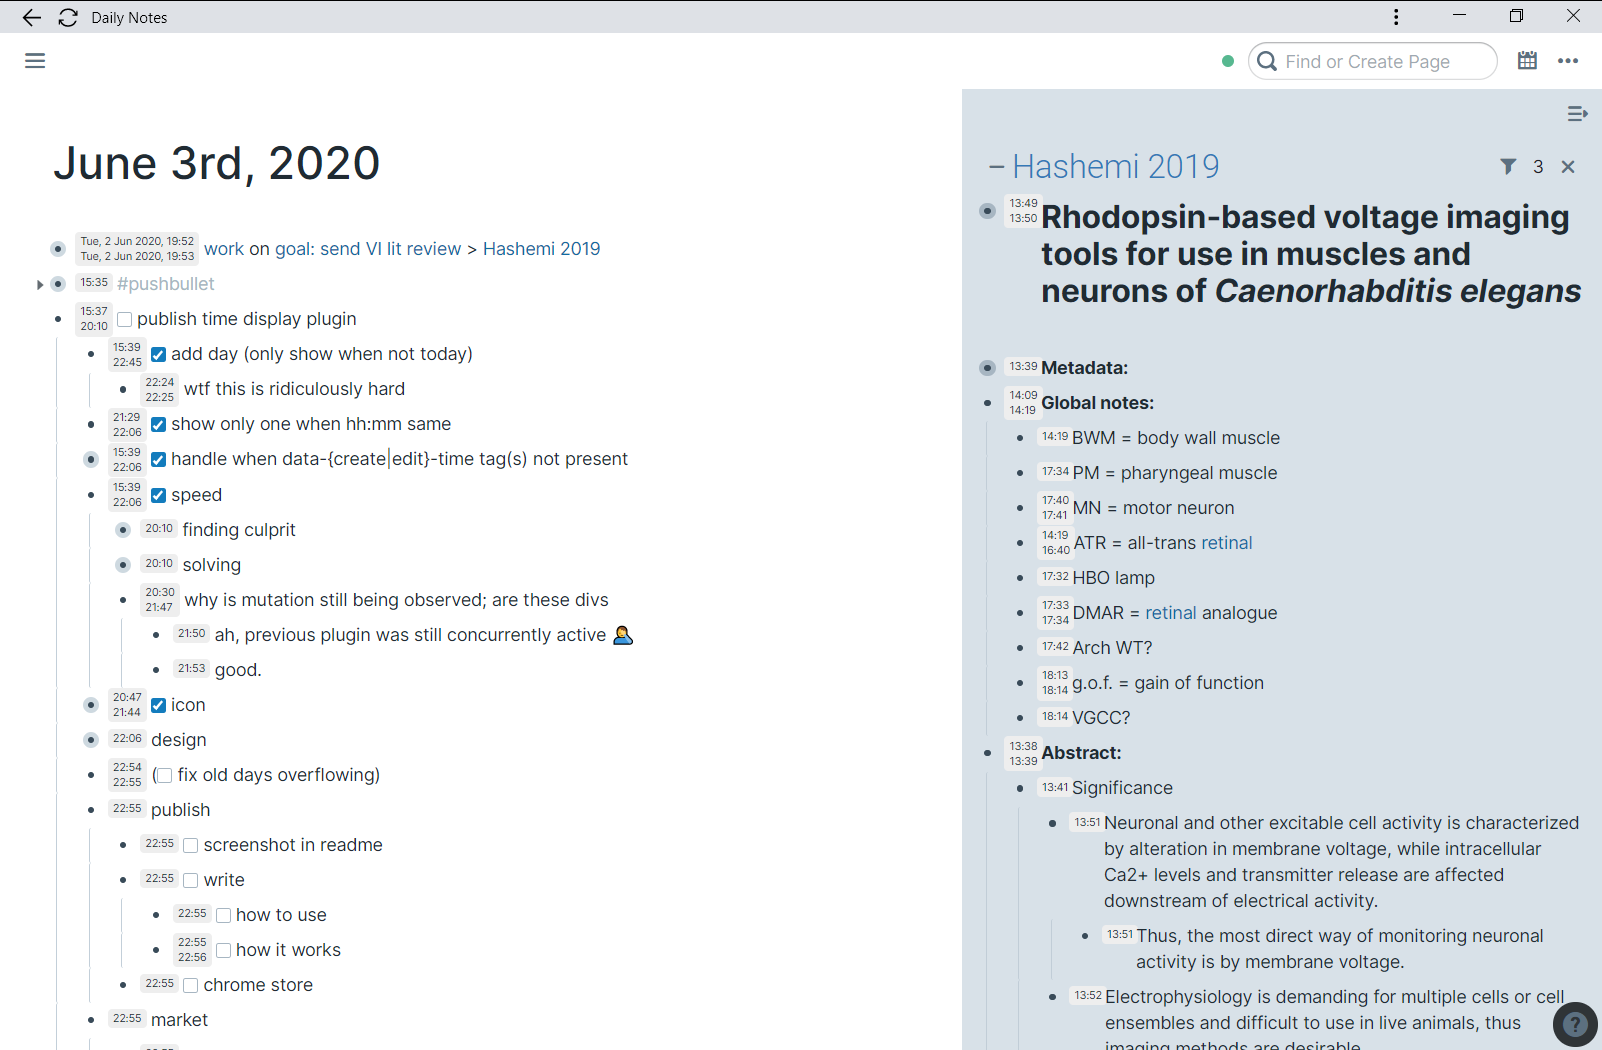 Daily Notes
Find or Create Page
June 3rd, 2020
Tue, 2 Jun 2020, 19:52
Tue, 2 Jun 2020, 19:53
work on goal: send VI lit review > Hashemi 2019
15:35 #pushbullet
15:37
20:10
publish time display plugin
15:39
22:45
add day (only show when not today)
22:24
22:25
wtf this is ridiculously hard
21:29
22:06
show only one when hh:mm same
15:39
22:06
handle when data-{create|edit}-time tag(s) not present
15:39
22:06
speed
20:10 finding culprit
20:10 solving
20:30
21:47
why is mutation still being observed; are these divs
21:50 ah, previous plugin was still concurrently active 🤦
21:53 good.
20:47
21:44
icon
22:06 design
22:54
22:55
( fix old days overflowing)
22:55 publish
22:55 screenshot in readme
22:55 write
22:55 how to use
22:55
22:56
how it works
22:55 chrome store
22:55 market
Hashemi 2019
3
13:49
13:50
Rhodopsin-based voltage imaging
tools for use in muscles and
neurons of Caenorhabditis elegans
13:39 Metadata:
14:09
14:19
Global notes:
14:19 BWM = body wall muscle
17:34 PM = pharyngeal muscle
17:40
17:41
MN = motor neuron
14:19
16:40
ATR = all-trans retinal
17:32 HBO lamp
17:33
17:34
DMAR = retinal analogue
17:42 Arch WT?
18:13
18:14
g.o.f. = gain of function
18:14 VGCC?
13:38
13:39
Abstract:
13:41 Significance
13:51 Neuronal and other excitable cell activity is characterized
by alteration in membrane voltage, while intracellular
Ca2+ levels and transmitter release are affected
downstream of electrical activity.
13:51 Thus, the most direct way of monitoring neuronal
activity is by membrane voltage.
13:52 Electrophysiology is demanding for multiple cells or cell
ensembles and difficult to use in live animals, thus
imaging methods are desirable
?